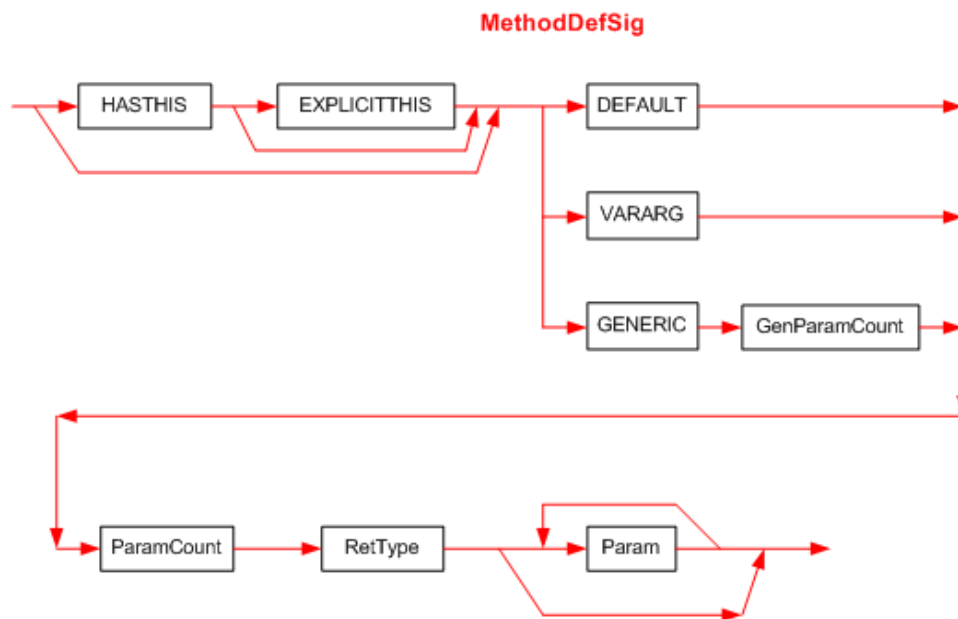 MethodDefSig
HASTHIS EXPLICITTHIS DEFAULT
VARARG
GENERIC GenParamCount
ParamCount RetType Param